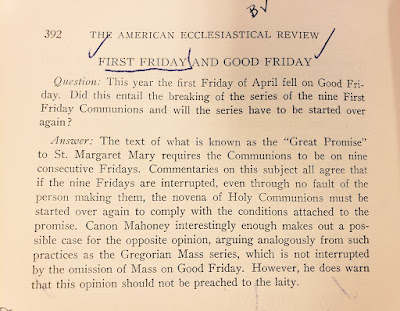 B✓
392 THE AMERICAN ECCLESIASTICAL REVIEW
FIRST FRIDAY AND GOOD FRIDAY
Question: This year the first Friday of April fell on Good Fri-
day. Did this entail the breaking of the series of the nine First
Friday Communions and will the series have to be started over
again?
Answer: The text of what is known as the “Great Promise”
to St. Margaret Mary requires the Communions to be on nine
consecutive Fridays. Commentaries on this subject all agree that
if the nine Fridays are interrupted, even through no fault of the
person making them, the novena of Holy Communions must be
started over again to comply with the conditions attached to the
promise. Canon Mahoney interestingly enough makes out a pos-
sible case for the opposite opinion, arguing analogously from such
practices as the Gregorian Mass series, which is not interrupted
by the omission of Mass on Good Friday. However, he does warn
that this opinion should not be preached to the laity.